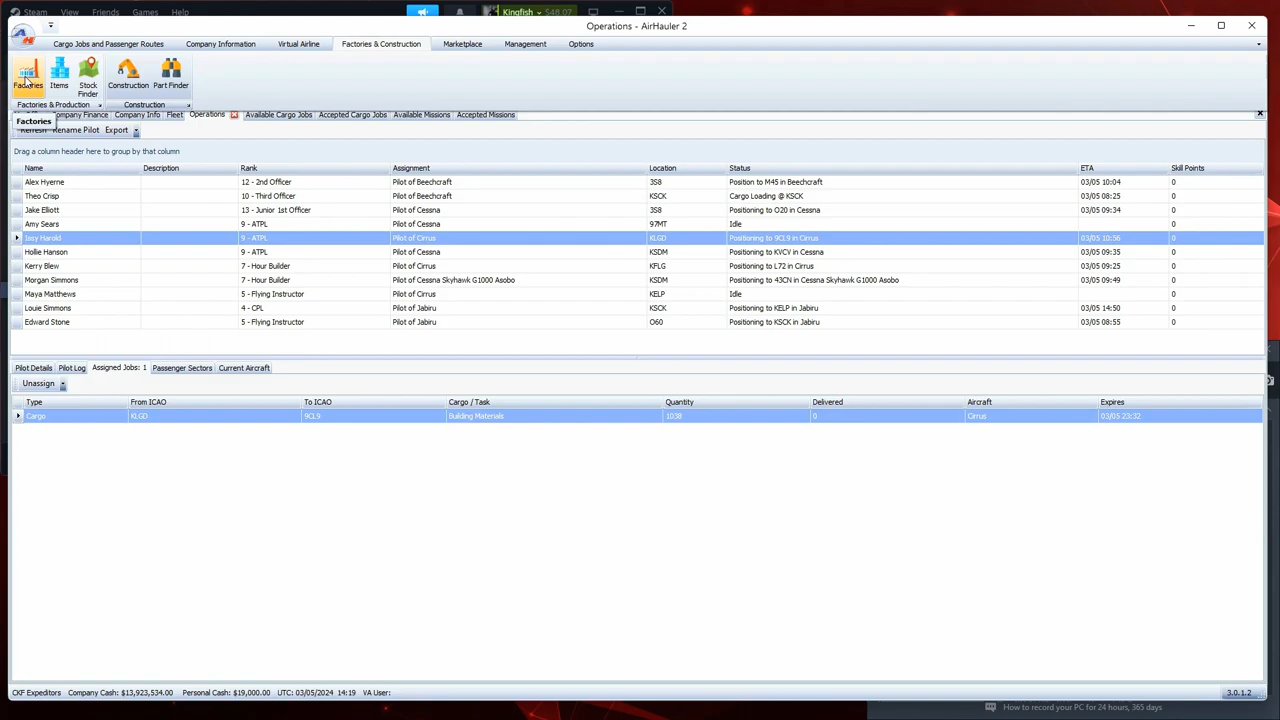 Steam View Friends Games Help Kingfish $48.07
Operations - AirHauler 2
Cargo Jobs and Passenger Routes Company Information Virtual Airline Factories & Construction Marketplace Management Options
Factories Items Stock Finder Construction Part Finder
Factories & Production Construction
Factories
Company Finance Company Info Fleet Operations Available Cargo Jobs Accepted Cargo Jobs Available Missions Accepted Missions
Refresh Rename Pilot Export
Drag a column header here to group by that column
Name Description Rank Assignment Location Status ETA Skill Points
Alex Hyerne 12 - 2nd Officer Pilot of Beechcraft 3S8 Position to M45 in Beechcraft 03/05 10:04 0
Theo Crisp 10 - Third Officer Pilot of Beechcraft KSCK Cargo Loading @ KSCK 03/05 08:25 0
Jake Elliott 13 - Junior 1st Officer Pilot of Cessna 3S8 Positioning to O20 in Cessna 03/05 09:34 0
Amy Sears 9 - ATPL Pilot of Cessna 97MT Idle 0
Issy Harold 9 - ATPL Pilot of Cirrus KLGD Positioning to 9CL9 in Cirrus 03/05 10:56 0
Hollie Hanson 9 - ATPL Pilot of Cessna KSDM Positioning to KVCV in Cessna 03/05 09:35 0
Kerry Blew 7 - Hour Builder Pilot of Cirrus KFLG Positioning to L72 in Cirrus 03/05 09:25 0
Morgan Simmons 7 - Hour Builder Pilot of Cessna Skyhawk G1000 Asobo KSDM Positioning to 43CN in Cessna Skyhawk G1000 Asobo 03/05 09:49 0
Maya Matthews 5 - Flying Instructor Pilot of Cirrus KELP Idle 0
Louie Simmons 4 - CPL Pilot of Jabiru KSCK Positioning to KELP in Jabiru 03/05 14:50 0
Edward Stone 5 - Flying Instructor Pilot of Jabiru O60 Positioning to KSCK in Jabiru 03/05 08:55 0
Pilot Details Pilot Log Assigned Jobs: 1 Passenger Sectors Current Aircraft
Unassign
Type From ICAO To ICAO Cargo / Task Quantity Delivered Aircraft Expires
Cargo KLGD 9CL9 Building Materials 1038 0 Cirrus 03/05 23:32
CKF Expeditors Company Cash: $13,923,534.00 Personal Cash: $19,000.00 UTC: 03/05/2024 14:19 VA User: 3.0.1.2
How to record your PC for 24 hours, 365 days